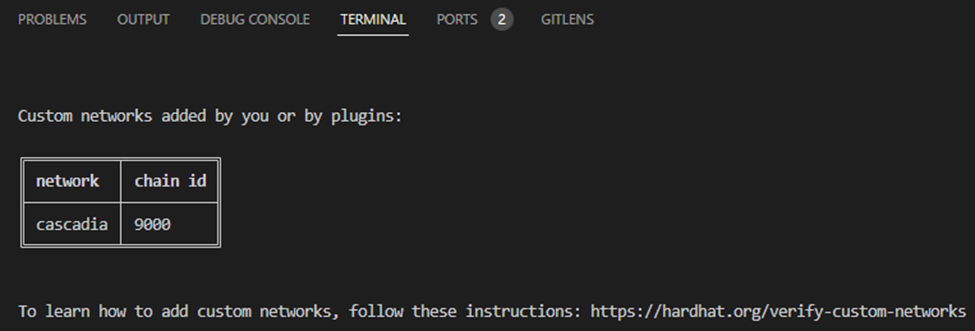 PROBLEMS OUTPUT DEBUG CONSOLE TERMINAL PORTS 2 GITLENS
Custom networks added by you or by plugins:
network chain id
cascadia 9000
To learn how to add custom networks, follow these instructions: https://hardhat.org/verify-custom-networks